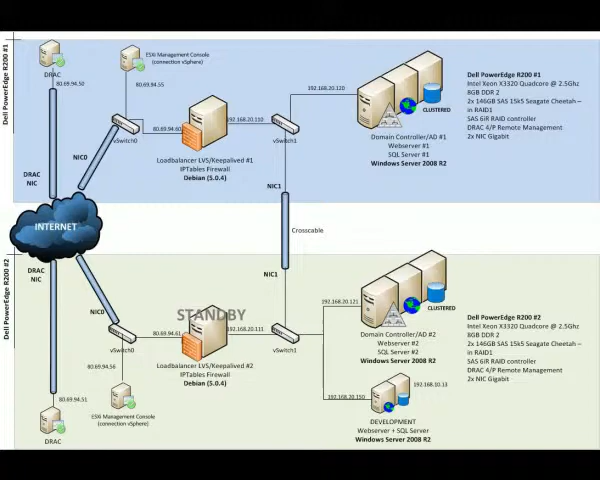 Dell PowerEdge R200 #1
DRAC
80.69.94.50
ESXi Management Console
(connection vSphere)
80.69.94.55
vSwitch0
80.69.94.60
NIC0
DRAC
NIC
Loadbalancer LVS/Keepalived #1
IPTables Firewall
Debian (5.0.4)
192.168.20.110
vSwitch1
192.168.20.120
CLUSTERED
Domain Controller/AD #1
Webserver #1
SQL Server #1
Windows Server 2008 R2
Dell PowerEdge R200 #1
Intel Xeon X3320 Quadcore @ 2.5Ghz
8GB DDR 2
2x 146GB SAS 15k5 Seagate Cheetah –
in RAID1
SAS 6iR RAID controller
DRAC 4/P Remote Management
2x NIC Gigabit
NIC1
INTERNET
Crosscable
Dell PowerEdge R200 #2
DRAC
NIC
NIC1
NIC0
STANDBY
vSwitch0
80.69.94.61
192.168.20.111
vSwitch1
Loadbalancer LVS/Keepalived #2
IPTables Firewall
Debian (5.0.4)
80.69.94.56
ESXi Management Console
(connection vSphere)
80.69.94.51
DRAC
192.168.20.121
CLUSTERED
Domain Controller/AD #2
Webserver #2
SQL Server #2
Windows Server 2008 R2
192.168.20.150
192.168.10.13
DEVELOPMENT
Webserver + SQL Server
Windows Server 2008 R2
Dell PowerEdge R200 #2
Intel Xeon X3320 Quadcore @ 2.5Ghz
8GB DDR 2
2x 146GB SAS 15k5 Seagate Cheetah –
in RAID1
SAS 6iR RAID controller
DRAC 4/P Remote Management
2x NIC Gigabit